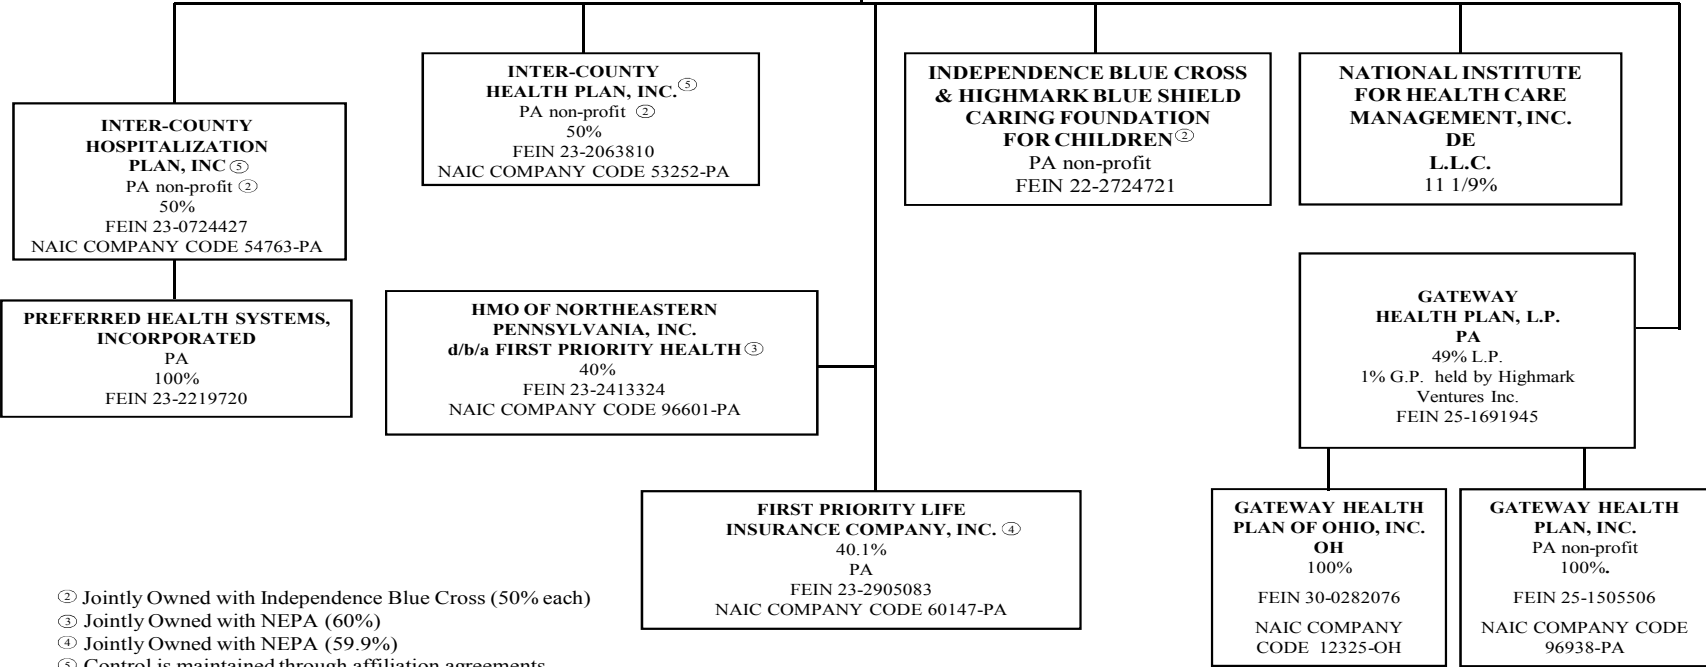 INTER-COUNTY
HEALTH PLAN, INC.⑤
PA non-profit ②
50%
FEIN 23-2063810
NAIC COMPANY CODE 53252-PA
INDEPENDENCE BLUE CROSS
& HIGHMARK BLUE SHIELD
CARING FOUNDATION
FOR CHILDREN②
PA non-profit
FEIN 22-2724721
NATIONAL INSTITUTE
FOR HEALTH CARE
MANAGEMENT, INC.
DE
L.L.C.
11 1/9%
INTER-COUNTY
HOSPITALIZATION
PLAN, INC⑤
PA non-profit②
50%
FEIN 23-0724427
NAIC COMPANY CODE 54763-PA
PREFERRED HEALTH SYSTEMS,
INCORPORATED
PA
100%
FEIN 23-2219720
HMO OF NORTHEASTERN
PENNSYLVANIA, INC.
d/b/a FIRST PRIORITY HEALTH③
40%
FEIN 23-2413324
NAIC COMPANY CODE 96601-PA
GATEWAY
HEALTH PLAN, L.P.
PA
49% L.P.
1% G.P. held by Highmark
Ventures Inc.
FEIN 25-1691945
FIRST PRIORITY LIFE
INSURANCE COMPANY, INC. ④
40.1%
PA
FEIN 23-2905083
NAIC COMPANY CODE 60147-PA
GATEWAY HEALTH
PLAN OF OHIO, INC.
OH
100%
FEIN 30-0282076
NAIC COMPANY
CODE 12325-OH
GATEWAY HEALTH
PLAN, INC.
PA non-profit
100%.
FEIN 25-1505506
NAIC COMPANY CODE
96938-PA
② Jointly Owned with Independence Blue Cross (50% each)
③ Jointly Owned with NEPA (60%)
④ Jointly Owned with NEPA (59.9%)
⑤ Control is maintained through affiliation agreements